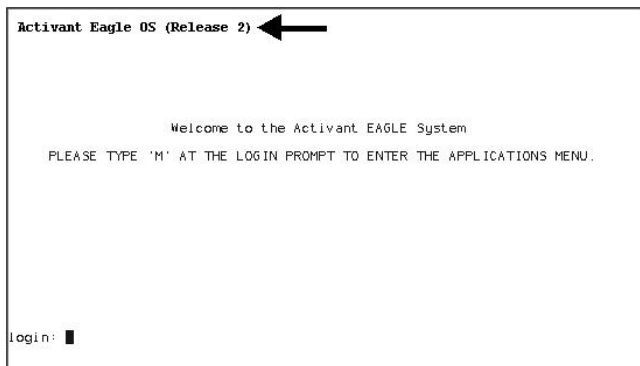 Activant Eagle OS (Release 2)
Welcome to the Activant EAGLE System
PLEASE TYPE 'M' AT THE LOGIN PROMPT TO ENTER THE APPLICATIONS MENU.
login: